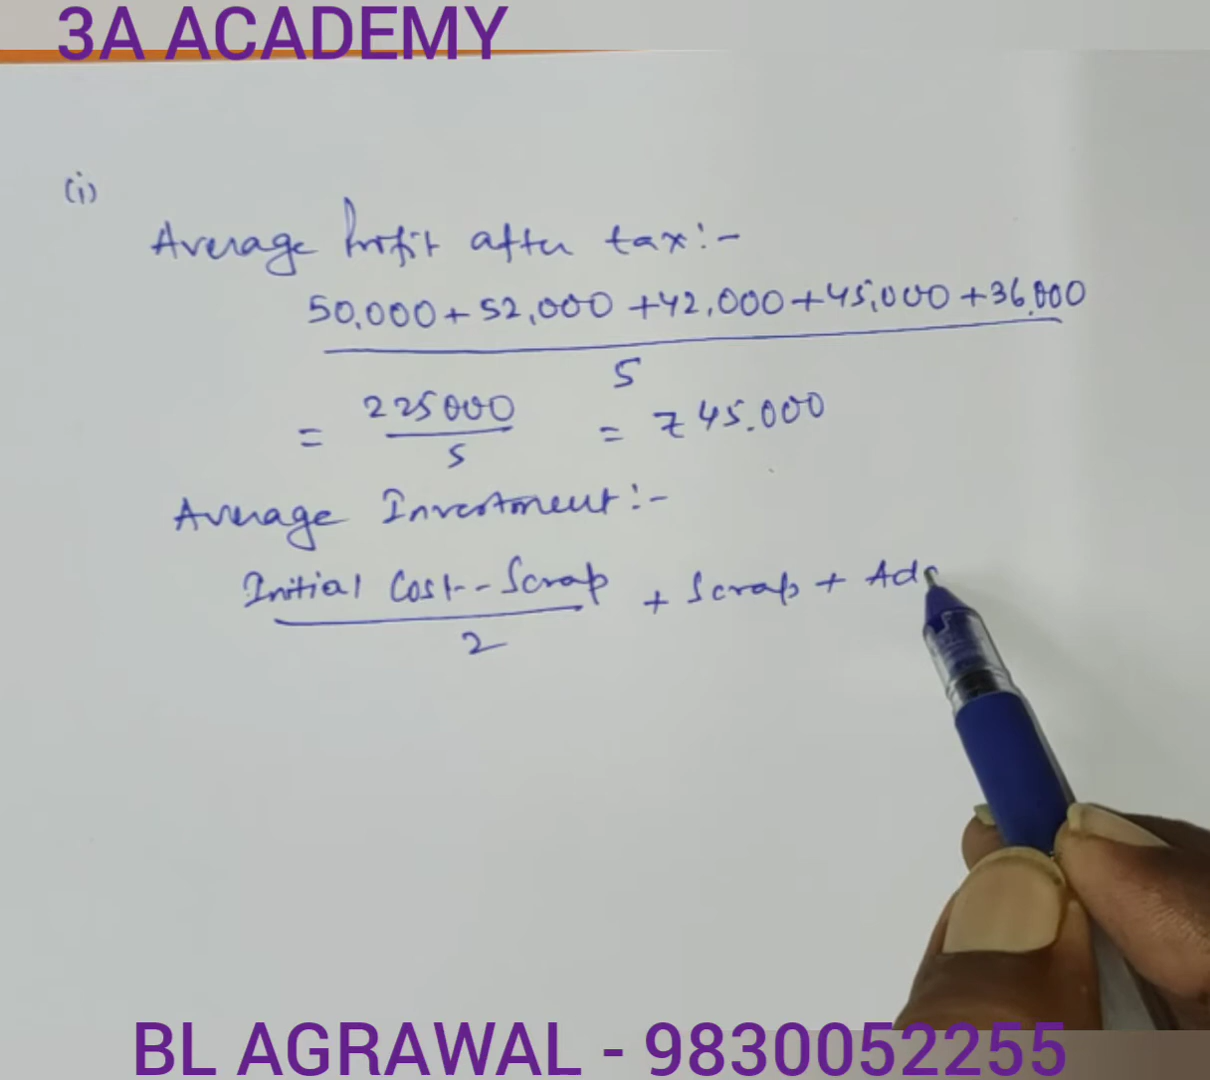 3A ACADEMY
(i)
Average Profit after tax:-
50,000 + 52,000 + 42,000 + 45,000 + 36,000
5
= 225000 = ₹ 45.000
5
Average Investment:-
Initial Cost - Scrap + Scrap + Add
2
BL AGRAWAL - 9830052255